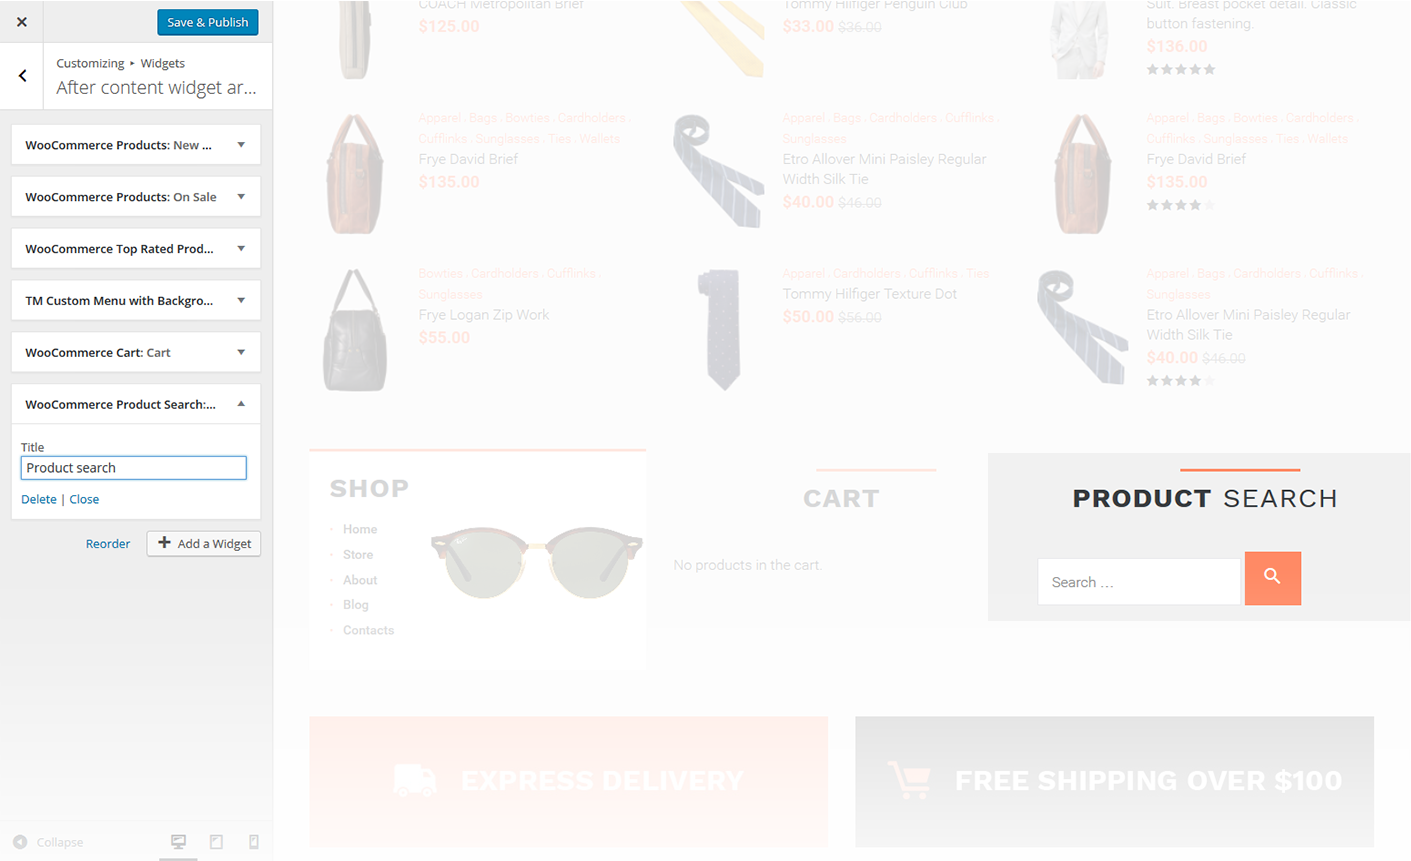 Save & Publish
Customizing ▸ Widgets
After content widget ar...
WooCommerce Products: New ...
WooCommerce Products: On Sale
WooCommerce Top Rated Prod...
TM Custom Menu with Backgro...
WooCommerce Cart: Cart
WooCommerce Product Search:...
Title
Product search
Delete | Close
Reorder
Add a Widget
Collapse
COACH Metropolitan Brief
$125.00
Tommy Hilfiger Penguin Club
$33.00 $36.00
Suit. Breast pocket detail. Classic
button fastening.
$136.00
Apparel, Bags, Bowties, Cardholders,
Cufflinks, Sunglasses, Ties, Wallets
Frye David Brief
$135.00
Apparel, Bags, Cardholders, Cufflinks,
Sunglasses
Etro Allover Mini Paisley Regular
Width Silk Tie
$40.00 $46.00
Apparel, Bags, Bowties, Cardholders,
Cufflinks, Sunglasses, Ties, Wallets
Frye David Brief
$135.00
Bowties, Cardholders, Cufflinks,
Sunglasses
Frye Logan Zip Work
$55.00
Apparel, Cardholders, Cufflinks, Ties
Tommy Hilfiger Texture Dot
$50.00 $56.00
Apparel, Bags, Cardholders, Cufflinks,
Sunglasses
Etro Allover Mini Paisley Regular
Width Silk Tie
$40.00 $46.00
SHOP
Home
Store
About
Blog
Contacts
CART
No products in the cart.
PRODUCT SEARCH
Search ...
EXPRESS DELIVERY
FREE SHIPPING OVER $100